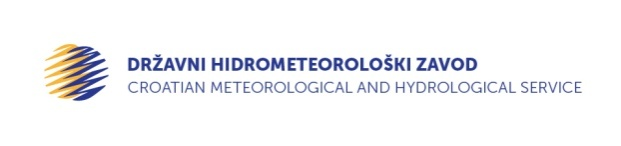 DRŽAVNI HIDROMETEOROLOŠKI ZAVOD
CROATIAN METEOROLOGICAL AND HYDROLOGICAL SERVICE